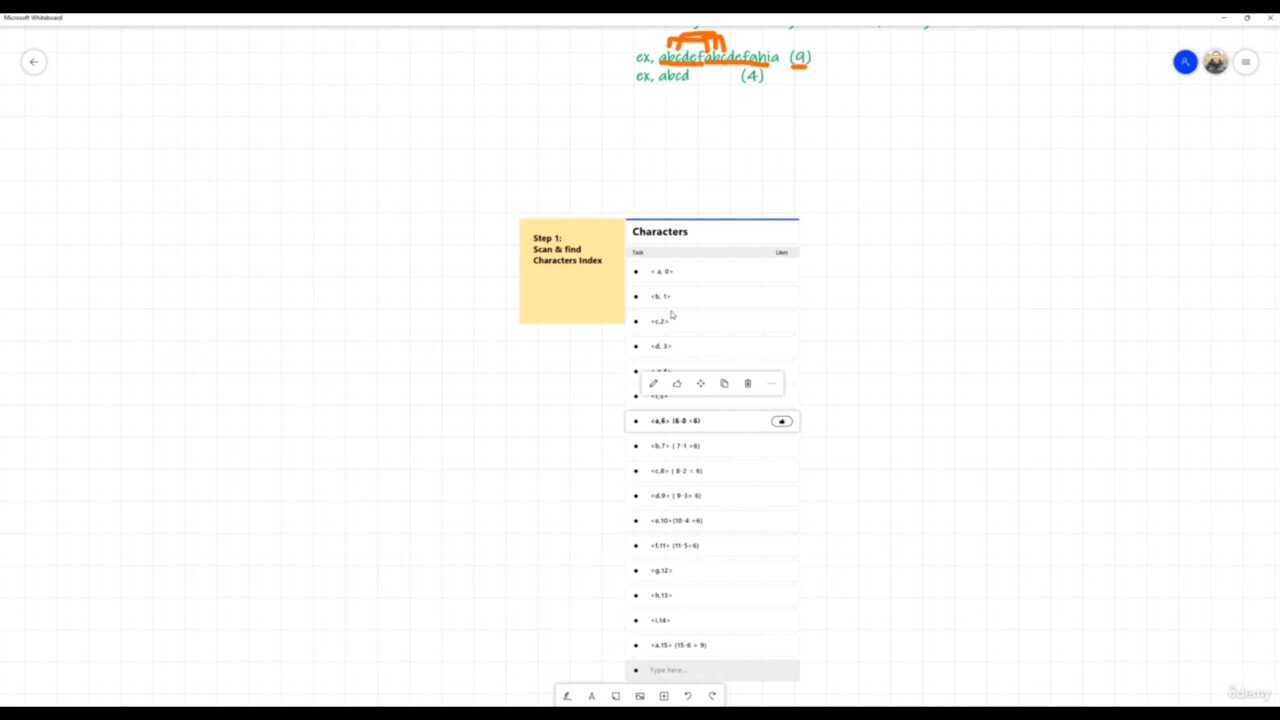 Microsoft Whiteboard
ex, abcdefabcdefghia (9)
ex, abcd (4)
Step 1:
Scan & find
Characters Index
Characters
Task Likes
< a, 0>
<b, 1>
<c,2>
<d, 3>
<a,6> (6-0 =6)
<b,7> ( 7-1 =6)
<c,8> ( 8-2 = 6)
<d,9> ( 9-3= 6)
<e,10>(10-4 =6)
<f,11> (11-5=6)
<g,12>
<h,13>
<i,14>
<a,15> (15-6 = 9)
Type here...
ûdemy